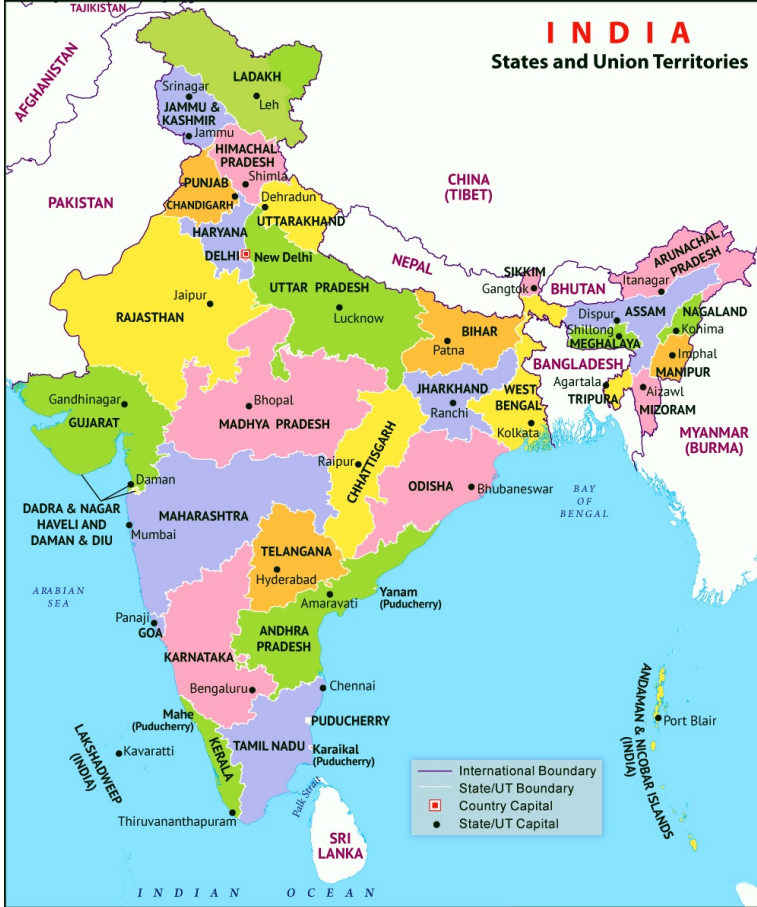 TAJIKISTAN
INDIA
States and Union Territories
AFGHANISTAN
LADAKH
Srinagar
Leh
JAMMU &
KASHMIR
Jammu
HIMACHAL
PRADESH
Shimla
PUNJAB
CHANDIGARH
Dehradun
UTTARAKHAND
CHINA
(TIBET)
PAKISTAN
HARYANA
DELHI
New Delhi
NEPAL
UTTAR PRADESH
Lucknow
Jaipur
RAJASTHAN
SIKKIM
Gangtok
BHUTAN
ARUNACHAL
PRADESH
Itanagar
Dispur
ASSAM
NAGALAND
Shillong
Kohima
MEGHALAYA
BIHAR
Patna
Imphal
MANIPUR
BANGLADESH
Agartala
TRIPURA
Aizawl
MIZORAM
MYANMAR
(BURMA)
Gandhinagar
GUJARAT
Bhopal
MADHYA PRADESH
JHARKHAND
Ranchi
WEST
BENGAL
Kolkata
CHHATTISGARH
Raipur
ODISHA
Bhubaneswar
BAY
OF
BENGAL
Daman
DADRA & NAGAR
HAVELI AND
DAMAN & DIU
MAHARASHTRA
Mumbai
TELANGANA
Hyderabad
Amaravati
Yanam
(Puducherry)
ARABIAN
SEA
Panaji
GOA
ANDHRA
PRADESH
KARNATAKA
Bengaluru
Chennai
Mahe
(Puducherry)
PUDUCHERRY
TAMIL NADU
Karaikal
(Puducherry)
KERALA
LAKSHADWEEP
(INDIA)
Kavaratti
Thiruvananthapuram
Palk Strait
SRI
LANKA
ANDAMAN & NICOBAR ISLANDS
(INDIA)
Port Blair
International Boundary
State/UT Boundary
Country Capital
State/UT Capital
INDIAN OCEAN